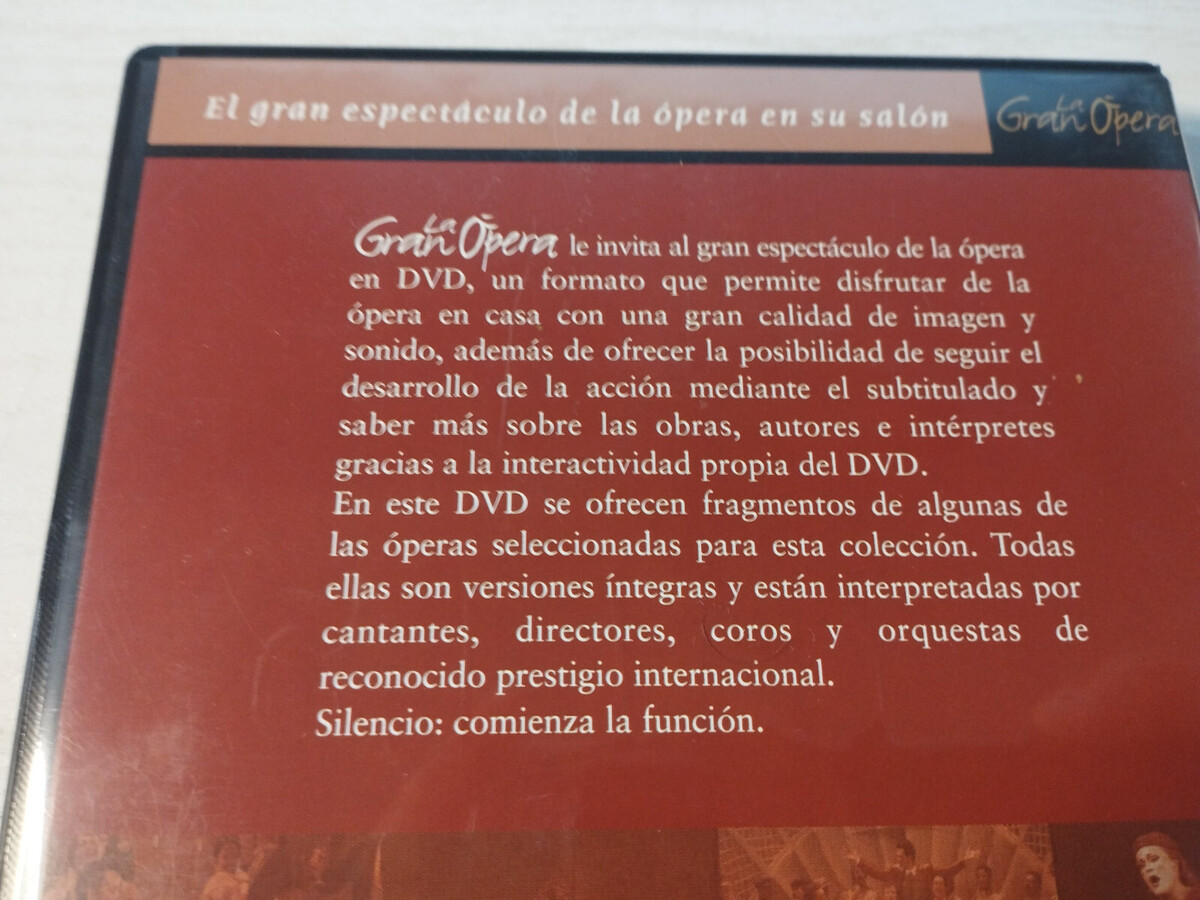 El gran espectáculo de la ópera en su salón
La Gran Ópera
La Gran Ópera le invita al gran espectáculo de la ópera
en DVD, un formato que permite disfrutar de la
ópera en casa con una gran calidad de imagen y
sonido, además de ofrecer la posibilidad de seguir el
desarrollo de la acción mediante el subtitulado y
saber más sobre las obras, autores e intérpretes
gracias a la interactividad propia del DVD.
En este DVD se ofrecen fragmentos de algunas de
las óperas seleccionadas para esta colección. Todas
ellas son versiones íntegras y están interpretadas por
cantantes, directores, coros y orquestas de
reconocido prestigio internacional.
Silencio: comienza la función.